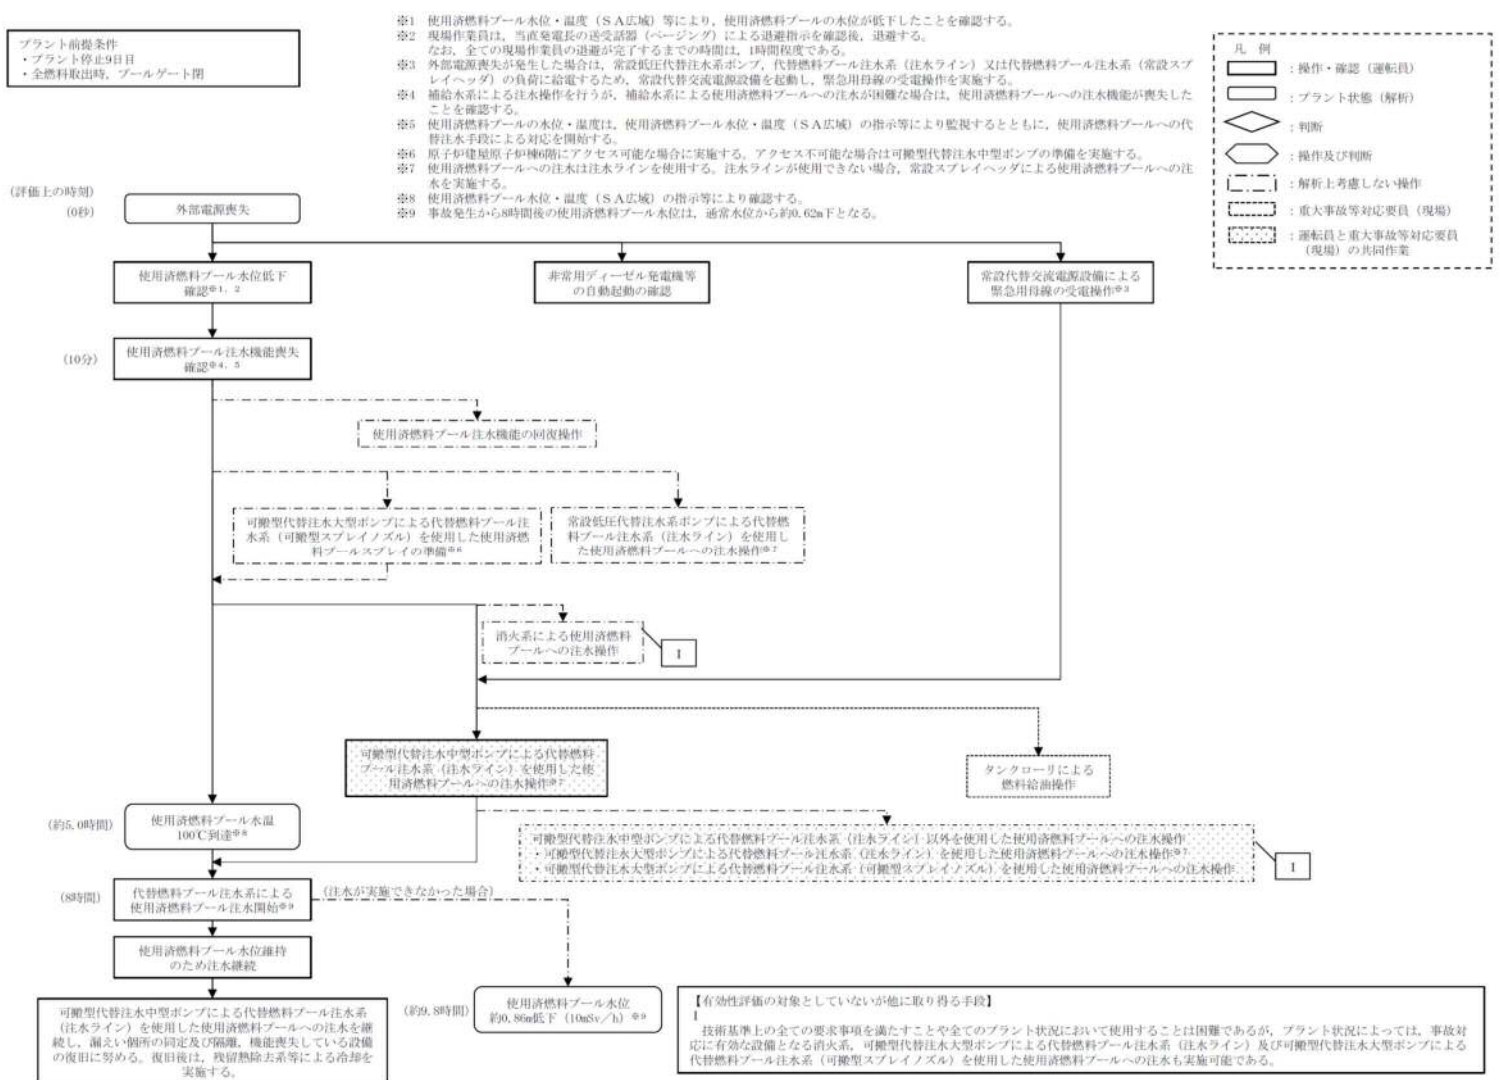 プラント前提条件
・プラント停止9日目
・全燃料取出時，プールゲート閉
※1　使用済燃料プール水位・温度（ＳＡ広域）等により，使用済燃料プールの水位が低下したことを確認する。
※2　現場作業員は，当直発電長の送受話器（ページング）による退避指示を確認後，退避する。
なお，全ての現場作業員の退避が完了するまでの時間は，1時間程度である。
※3　外部電源喪失が発生した場合は，常設低圧代替注水系ポンプ，代替燃料プール注水系（注水ライン）又は代替燃料プール注水系（常設スプ
レイヘッダ）の負荷に給電するため，常設代替交流電源設備を起動し，緊急用母線の受電操作を実施する。
※4　補給水系による注水操作を行うが，補給水系による使用済燃料プールへの注水が困難な場合は，使用済燃料プールへの注水機能が喪失した
ことを確認する。
※5　使用済燃料プールの水位・温度は，使用済燃料プール水位・温度（ＳＡ広域）の指示等により監視するとともに，使用済燃料プールへの代
替注水手段による対応を開始する。
※6　原子炉建屋原子炉棟6階にアクセス可能な場合に実施する。アクセス不可能な場合は可搬型代替注水中型ポンプの準備を実施する。
※7　使用済燃料プールへの注水は注水ラインを使用する。注水ラインが使用できない場合，常設スプレイヘッダによる使用済燃料プールへの注
水を実施する。
※8　使用済燃料プール水位・温度（ＳＡ広域）の指示等により確認する。
※9　事故発生から8時間後の使用済燃料プール水位は，通常水位から約0.62m下となる。
凡　例
：操作・確認（運転員）
：プラント状態（解析）
：判断
：操作及び判断
：解析上考慮しない操作
：重大事故等対応要員（現場）
：運転員と重大事故等対応要員
（現場）の共同作業
（評価上の時刻）
（0秒）
外部電源喪失
使用済燃料プール水位低下
確認※1，2
非常用ディーゼル発電機等
の自動起動の確認
常設代替交流電源設備による
緊急用母線の受電操作※3
（10分）
使用済燃料プール注水機能喪失
確認※4，5
使用済燃料プール注水機能の回復操作
可搬型代替注水大型ポンプによる代替燃料プール注
水系（可搬型スプレイノズル）を使用した使用済燃
料プールスプレイの準備※6
常設低圧代替注水系ポンプによる代替燃
料プール注水系（注水ライン）を使用し
た使用済燃料プールへの注水操作※7
消火系による使用済燃料
プールへの注水操作
Ⅰ
可搬型代替注水中型ポンプによる代替燃料
プール注水系（注水ライン）を使用した使
用済燃料プールへの注水操作※7
タンクローリによる
燃料給油操作
（約5.0時間）
使用済燃料プール水温
100℃到達※8
可搬型代替注水中型ポンプによる代替燃料プール注水系（注水ライン）以外を使用した使用済燃料プールへの注水操作
・可搬型代替注水大型ポンプによる代替燃料プール注水系（注水ライン）を使用した使用済燃料プールへの注水操作※7
・可搬型代替注水大型ポンプによる代替燃料プール注水系（可搬型スプレイノズル）を使用した使用済燃料プールへの注水操作
Ⅰ
（8時間）
代替燃料プール注水系による
使用済燃料プール注水開始※9
（注水が実施できなかった場合）
使用済燃料プール水位維持
のため注水継続
（約9.8時間）
使用済燃料プール水位
約0.86m低下（10mSv／h）※9
可搬型代替注水中型ポンプによる代替燃料プール注水系
（注水ライン）を使用した使用済燃料プールへの注水を継
続し，漏えい個所の同定及び隔離，機能喪失している設備
の復旧に努める。復旧後は，残留熱除去系等による冷却を
実施する。
【有効性評価の対象としていないが他に取り得る手段】
Ⅰ
技術基準上の全ての要求事項を満たすことや全てのプラント状況において使用することは困難であるが，プラント状況によっては，事故対
応に有効な設備となる消火系，可搬型代替注水大型ポンプによる代替燃料プール注水系（注水ライン）及び可搬型代替注水大型ポンプによる
代替燃料プール注水系（可搬型スプレイノズル）を使用した使用済燃料プールへの注水も実施可能である。